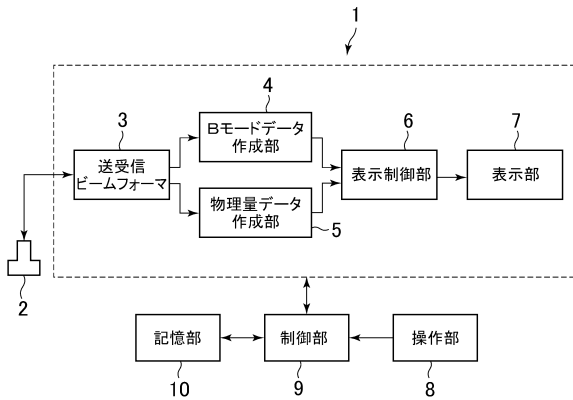 1
4
Bモードデータ
作成部
3
送受信
ビームフォーマ
6
表示制御部
7
表示部
物理量データ
作成部
5
2
記憶部
10
制御部
9
操作部
8